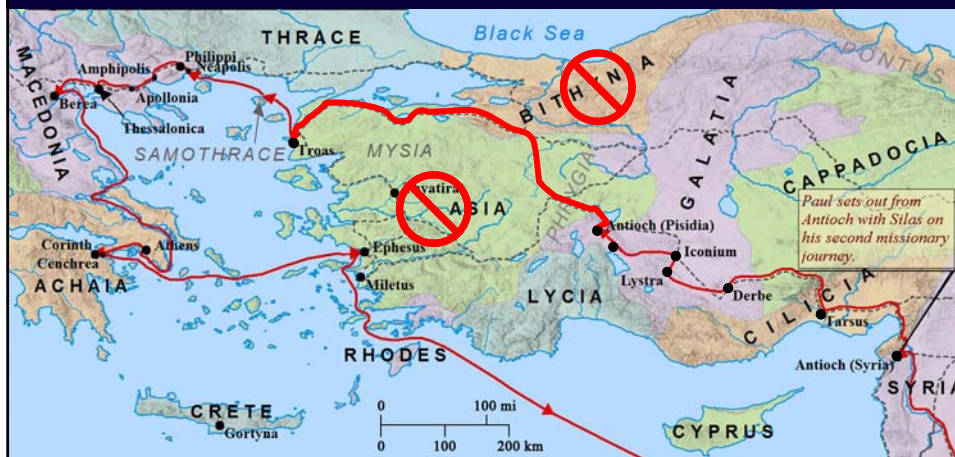 Black Sea
THRACE
PONTUS
Philippi
Neapolis
Amphipolis
MACEDONIA
BITHYNIA
Apollonia
Berea
Thessalonica
GALATIA
SAMOTHRACE
Troas
MYSIA
CAPPADOCIA
PHRYGIA
ASIA
Paul sets out from
Antioch with Silas on
his second missionary
journey.
Antioch (Pisidia)
Corinth
Athens
Ephesus
Iconium
Cenchrea
Miletus
Lystra
ACHAIA
LYCIA
Derbe
CILICIA
Tarsus
RHODES
Antioch (Syria)
SYRIA
CRETE
0 100 mi
Gortyna
0 100 200 km
CYPRUS